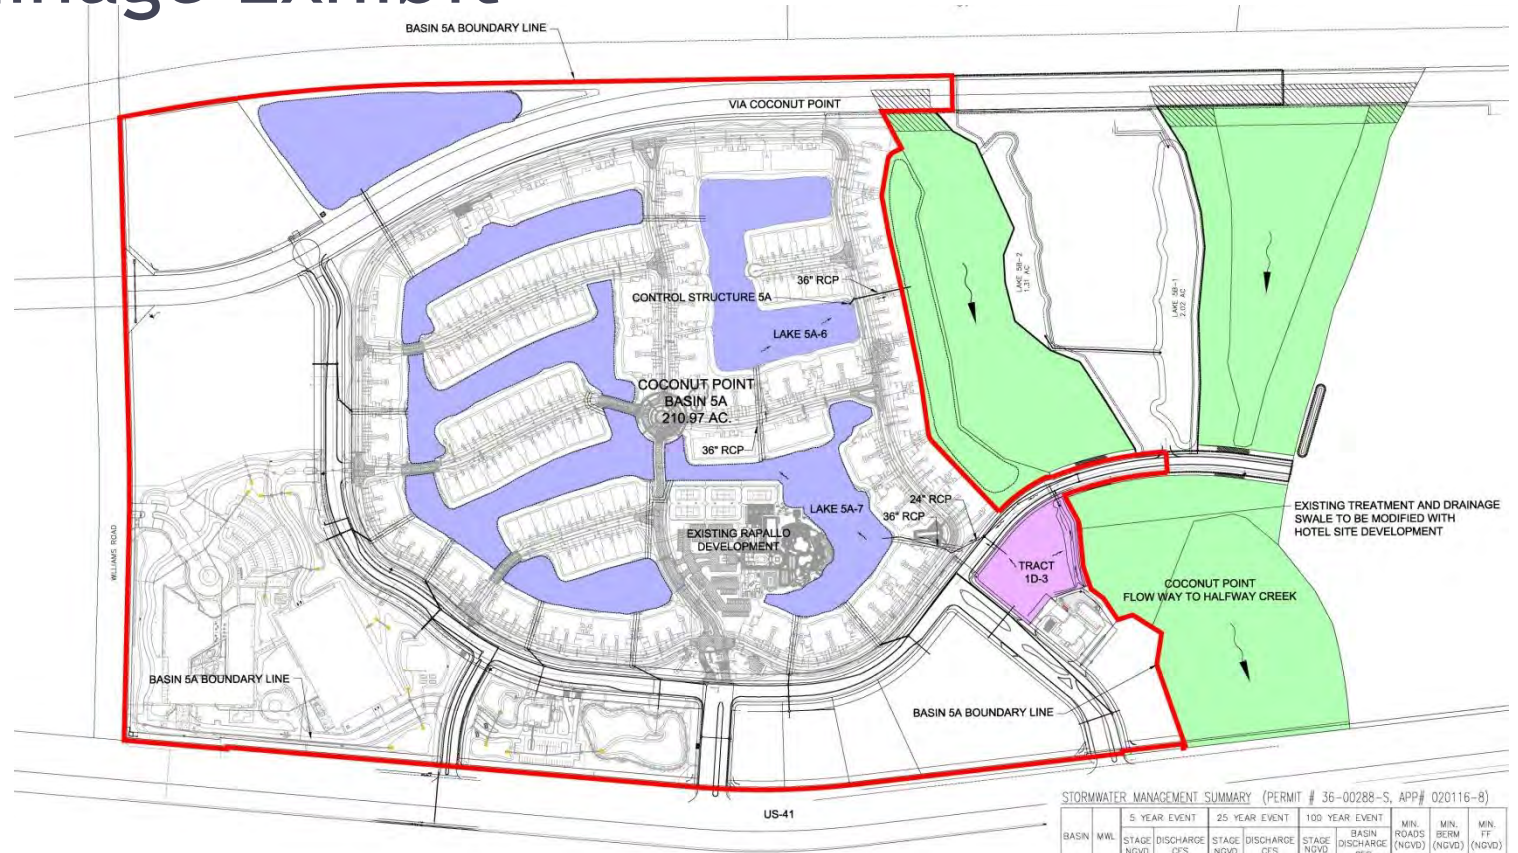 BASIN 5A BOUNDARY LINE
VIA COCONUT POINT
36" RCP
CONTROL STRUCTURE 5A
LAKE 5A-6
LAKE 5B-2
1.31 AC
LAKE 5B-1
2.02 AC
COCONUT POINT
BASIN 5A
210.97 AC.
36" RCP
24" RCP
36" RCP
LAKE 5A-7
EXISTING RAPALLO
DEVELOPMENT
EXISTING TREATMENT AND DRAINAGE
SWALE TO BE MODIFIED WITH
HOTEL SITE DEVELOPMENT
TRACT
1D-3
COCONUT POINT
FLOW WAY TO HALFWAY CREEK
WILLIAMS ROAD
BASIN 5A BOUNDARY LINE
BASIN 5A BOUNDARY LINE
US-41
STORMWATER MANAGEMENT SUMMARY (PERMIT # 36-00288-S, APP# 020116-8)
BASIN MWL 5 YEAR EVENT 25 YEAR EVENT 100 YEAR EVENT MIN. ROADS (NGVD) MIN. BERM (NGVD) MIN. FF (NGVD)
STAGE NGVD DISCHARGE CFS STAGE NGVD DISCHARGE CFS STAGE NGVD BASIN DISCHARGE